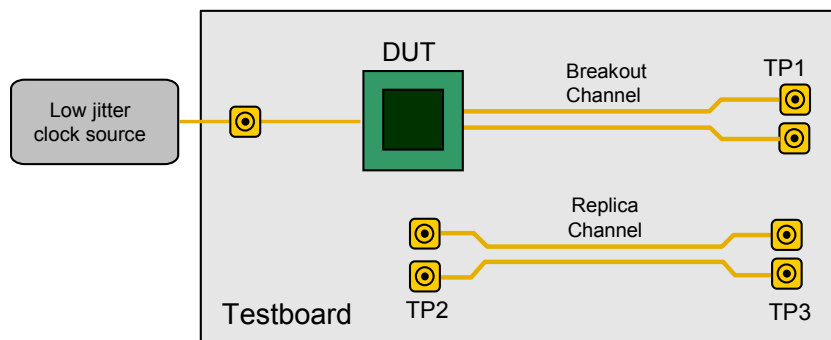 DUT
Breakout
Channel
TP1
Low jitter
clock source
Replica
Channel
TP2
TP3
Testboard